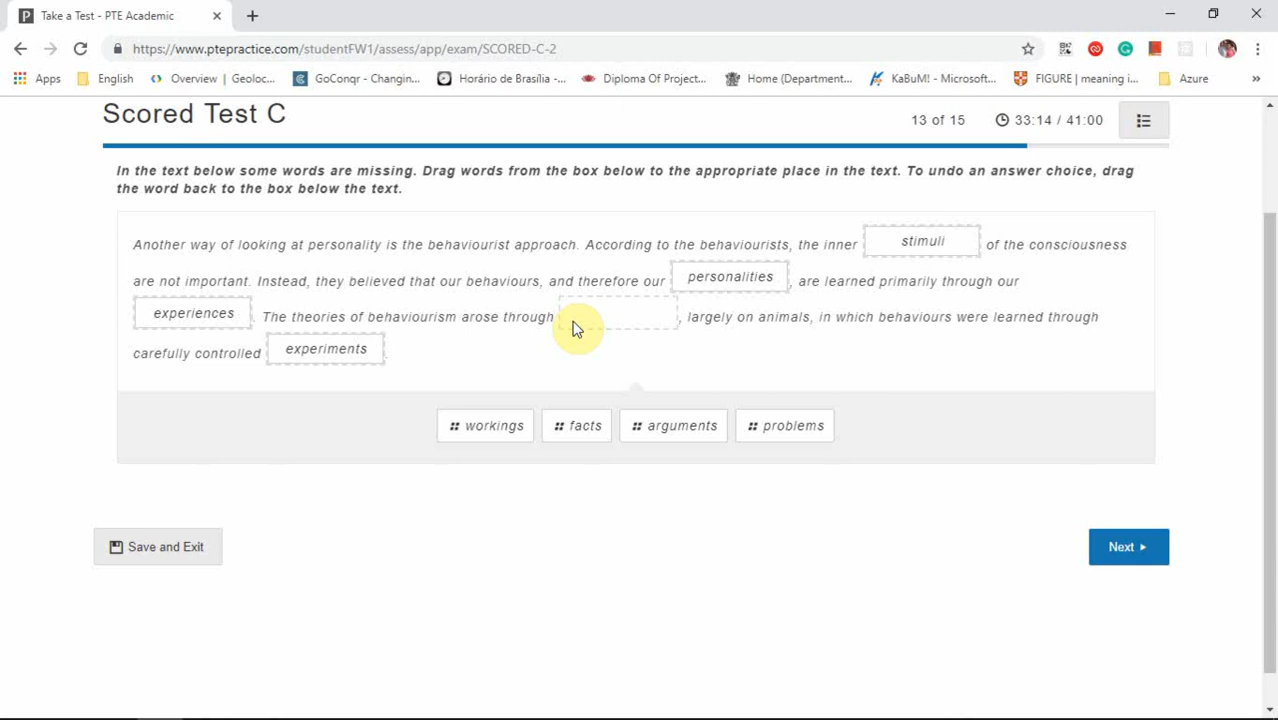 Take a Test - PTE Academic
https://www.ptepractice.com/studentFW1/assess/app/exam/SCORED-C-2
Apps English Overview | Geoloc... GoConqr - Changin... Horário de Brasília -... Diploma Of Project... Home (Department... KaBuM! - Microsoft... FIGURE | meaning i... Azure »
Scored Test C 13 of 15 33:14 / 41:00
In the text below some words are missing. Drag words from the box below to the appropriate place in the text. To undo an answer choice, drag
the word back to the box below the text.
Another way of looking at personality is the behaviourist approach. According to the behaviourists, the inner stimuli of the consciousness
are not important. Instead, they believed that our behaviours, and therefore our personalities , are learned primarily through our
experiences . The theories of behaviourism arose through , largely on animals, in which behaviours were learned through
carefully controlled experiments .
workings facts arguments problems
Save and Exit Next